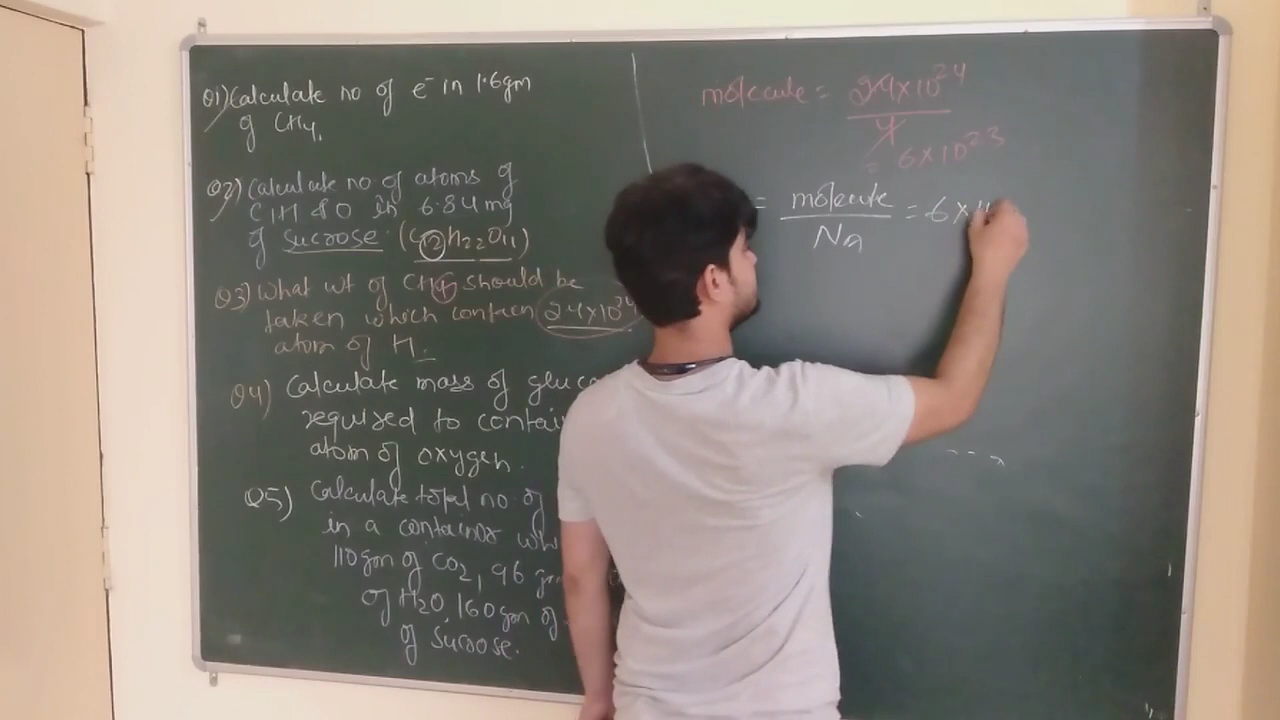 Q1) Calculate no of e⁻ in 1.6gm
of CH4.
Q2) Calculate no of atoms of
C, H & O in 6.84 mg
of sucrose (C12H22O11)
Q3) What wt of CH4 should be
taken which contain 24×10²⁴
atom of H.
Q4) Calculate mass of gluco
required to contai
atom of oxygen.
Q5) Calculate total no. of
in a container whi
110gm of CO2, 96 gm
of H2O, 160gm of
of sucrose.
molecule = 24×10²⁴
4
= 6×10²³
= molecule = 6×
NA